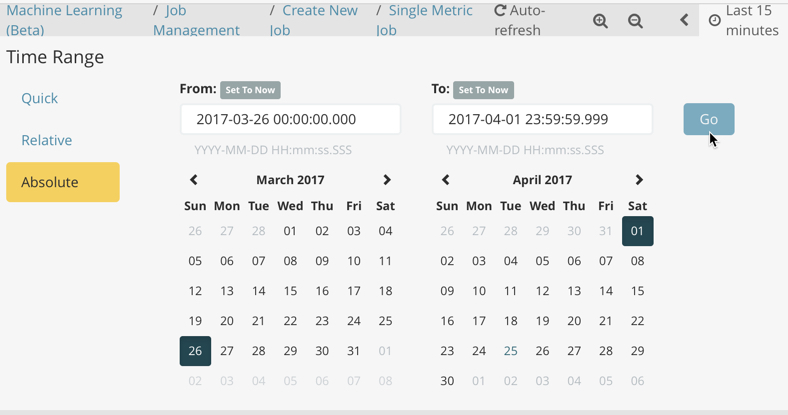 Machine Learning (Beta) / Job Management / Create New Job / Single Metric Job Auto-refresh Last 15 minutes
Time Range
Quick
Relative
Absolute
From: Set To Now
2017-03-26 00:00:00.000
YYYY-MM-DD HH:mm:ss.SSS
March 2017
Sun Mon Tue Wed Thu Fri Sat
26 27 28 01 02 03 04
05 06 07 08 09 10 11
12 13 14 15 16 17 18
19 20 21 22 23 24 25
26 27 28 29 30 31 01
02 03 04 05 06 07 08
To: Set To Now
2017-04-01 23:59:59.999
YYYY-MM-DD HH:mm:ss.SSS
April 2017
Sun Mon Tue Wed Thu Fri Sat
26 27 28 29 30 31 01
02 03 04 05 06 07 08
09 10 11 12 13 14 15
16 17 18 19 20 21 22
23 24 25 26 27 28 29
30 01 02 03 04 05 06
Go